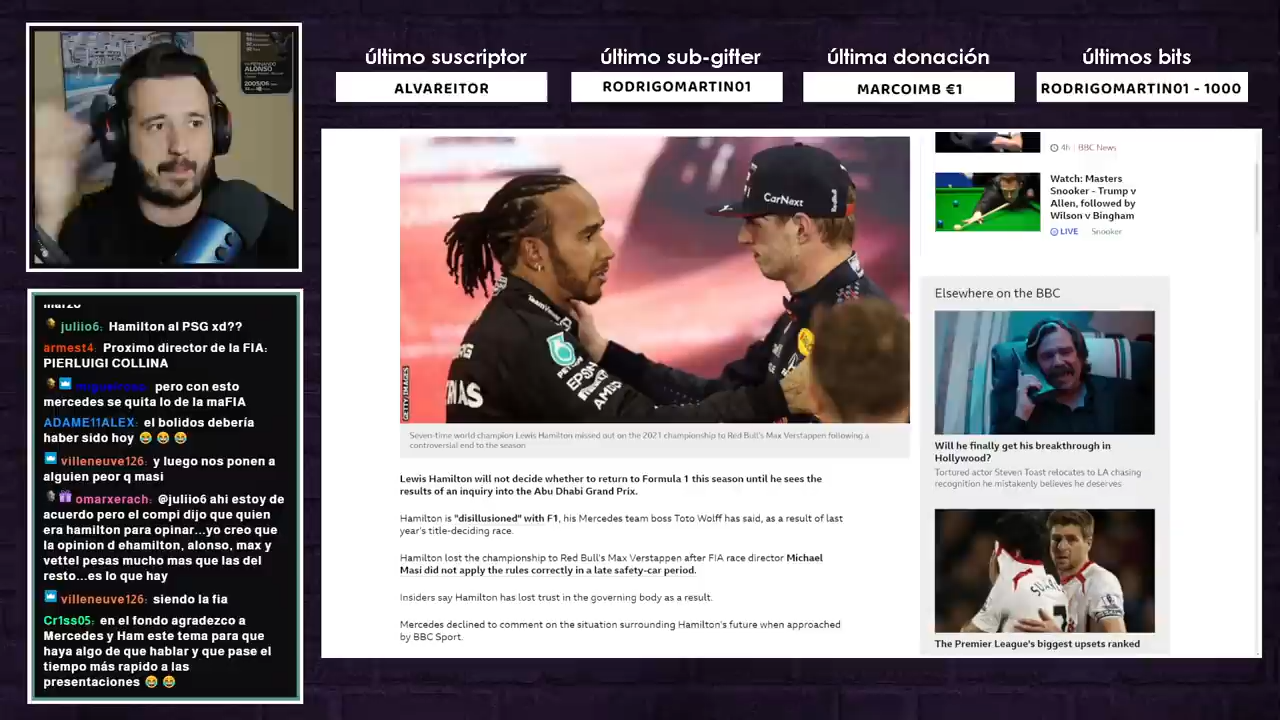 último suscriptor
último sub-gifter
última donación
últimos bits
ALVAREITOR
RODRIGOMARTIN01
MARCOIMB €1
RODRIGOMARTIN01 - 1000
FERNANDO
ALONSO
2005/06
juliio6: Hamilton al PSG xd??
armest4: Proximo director de la FIA:
PIERLUIGI COLLINA
pero con esto
mercedes se quita lo de la maFIA
ADAME11ALEX: el bolidos debería
haber sido hoy 😂 😂 😂
villeneuve126: y luego nos ponen a
alguien peor q masi
omarxerach: @juliio6 ahi estoy de
acuerdo pero el compi dijo que quien
era hamilton para opinar...yo creo que
la opinion d ehamilton, alonso, max y
vettel pesas mucho mas que las del
resto...es lo que hay
villeneuve126: siendo la fia
Cr1ss05: en el fondo agradezco a
Mercedes y Ham este tema para que
haya algo de que hablar y que pase el
tiempo más rapido a las
presentaciones 😂 😂
CarNext
RedBull
TeamViewer
EPSON
AMD
GETTY IMAGES
Seven-time world champion Lewis Hamilton missed out on the 2021 championship to Red Bull's Max Verstappen following a
controversial end to the season
Lewis Hamilton will not decide whether to return to Formula 1 this season until he sees the
results of an inquiry into the Abu Dhabi Grand Prix.
Hamilton is "disillusioned" with F1, his Mercedes team boss Toto Wolff has said, as a result of last
year's title-deciding race.
Hamilton lost the championship to Red Bull's Max Verstappen after FIA race director Michael
Masi did not apply the rules correctly in a late safety-car period.
Insiders say Hamilton has lost trust in the governing body as a result.
Mercedes declined to comment on the situation surrounding Hamilton's future when approached
by BBC Sport.
4h | BBC News
Watch: Masters
Snooker - Trump v
Allen, followed by
Wilson v Bingham
LIVE Snooker
Elsewhere on the BBC
Will he finally get his breakthrough in
Hollywood?
Tortured actor Steven Toast relocates to LA chasing
recognition he mistakenly believes he deserves
The Premier League's biggest upsets ranked